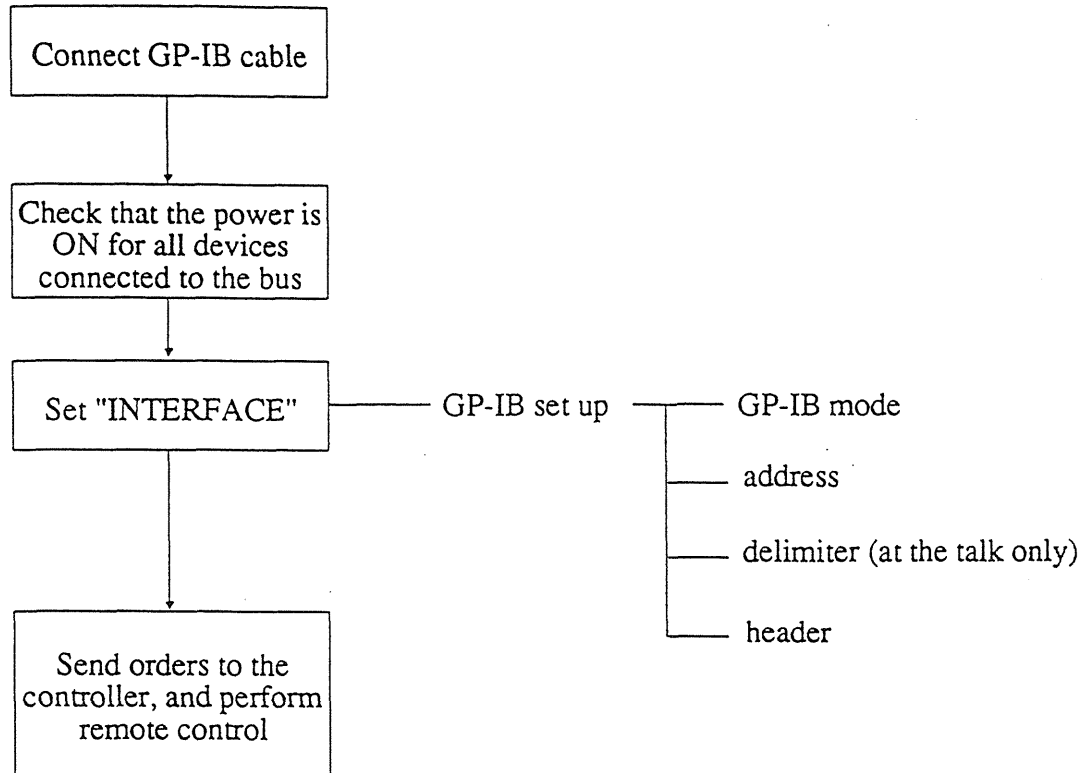 Connect GP-IB cable
Check that the power is
ON for all devices
connected to the bus
Set "INTERFACE"
GP-IB set up
GP-IB mode
address
delimiter (at the talk only)
header
Send orders to the
controller, and perform
remote control